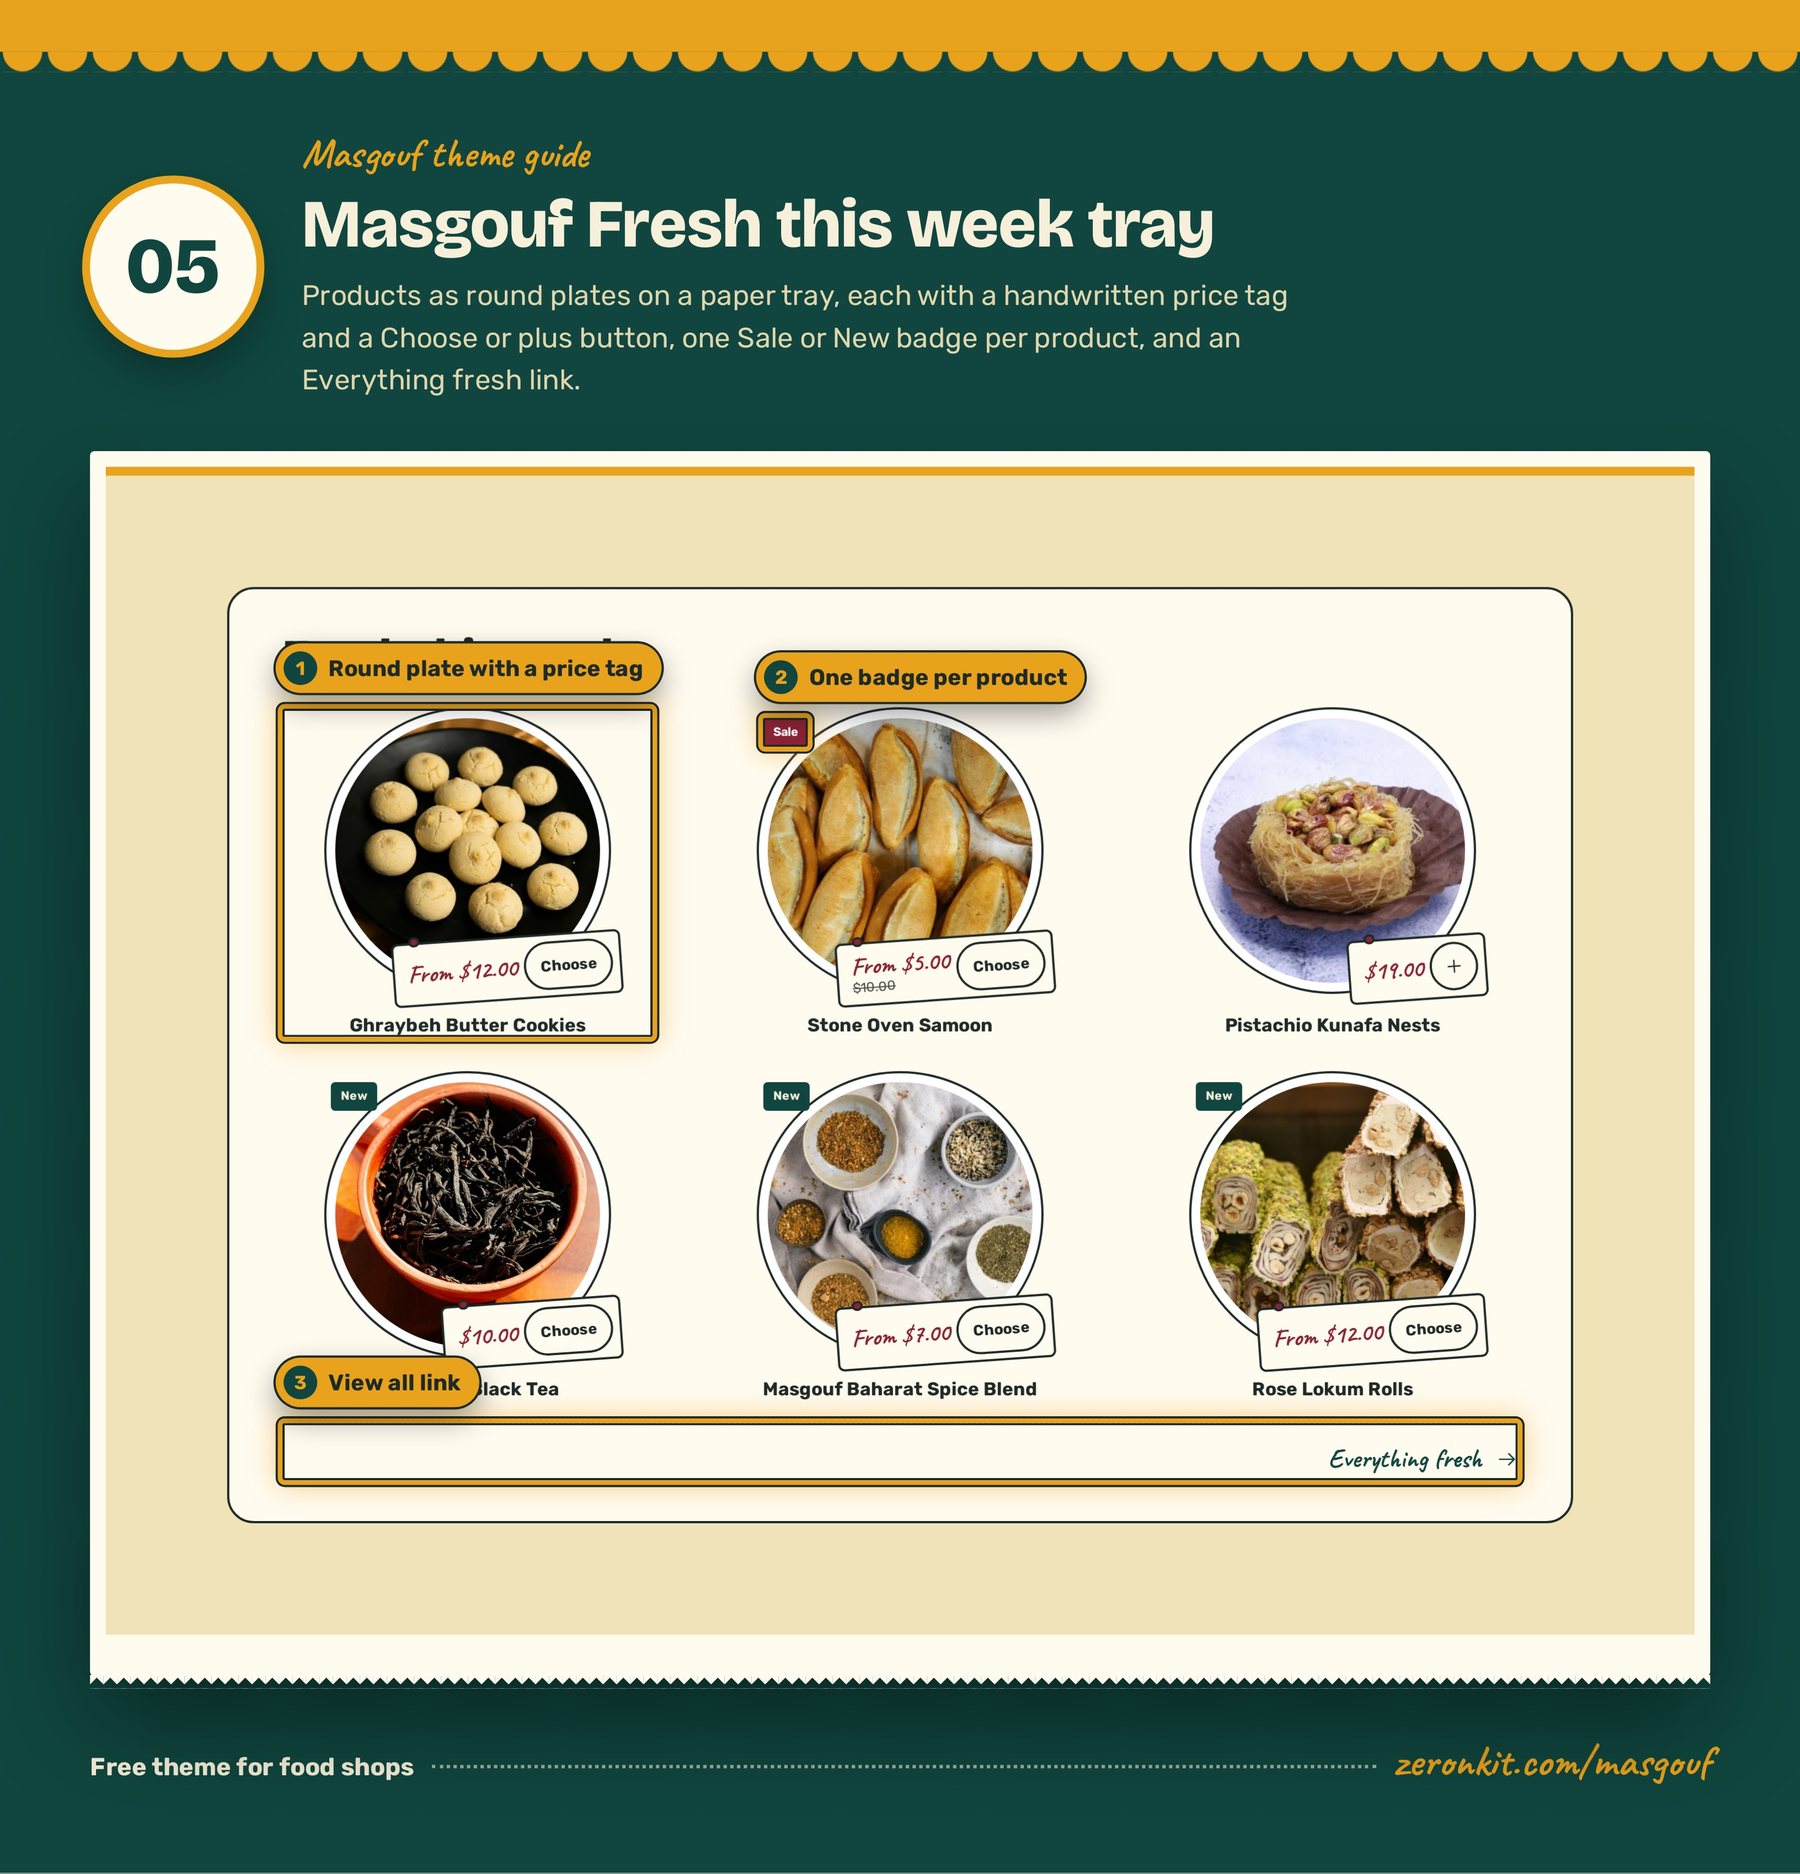 Masgouf theme guide
05
Masgouf Fresh this week tray
Products as round plates on a paper tray, each with a handwritten price tag
and a Choose or plus button, one Sale or New badge per product, and an
Everything fresh link.
1 Round plate with a price tag
2 One badge per product
Sale
From $12.00 Choose
From $5.00 Choose
$10.00
$19.00 +
Ghraybeh Butter Cookies
Stone Oven Samoon
Pistachio Kunafa Nests
New
New
New
$10.00 Choose
From $7.00 Choose
From $12.00 Choose
3 View all link
Black Tea
Masgouf Baharat Spice Blend
Rose Lokum Rolls
Everything fresh →
Free theme for food shops
zeronkit.com/masgouf